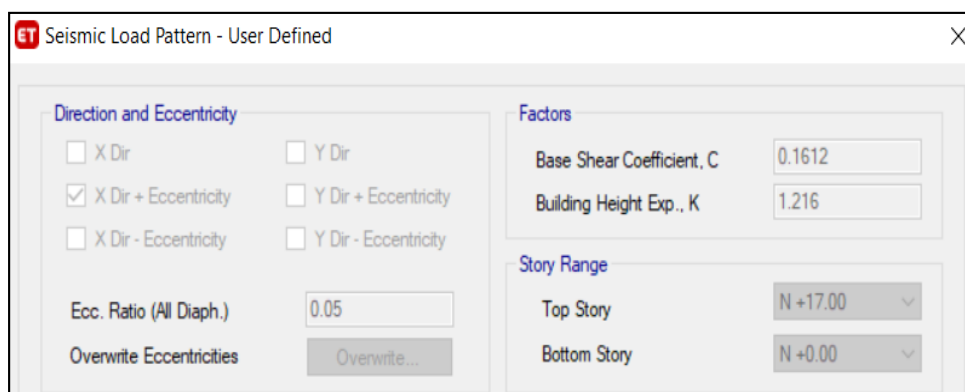 ET Seismic Load Pattern - User Defined
Direction and Eccentricity
X Dir
Y Dir
X Dir + Eccentricity
Y Dir + Eccentricity
X Dir - Eccentricity
Y Dir - Eccentricity
Ecc. Ratio (All Diaph.) 0.05
Overwrite Eccentricities Overwrite...
Factors
Base Shear Coefficient, C 0.1612
Building Height Exp., K 1.216
Story Range
Top Story N +17.00
Bottom Story N +0.00